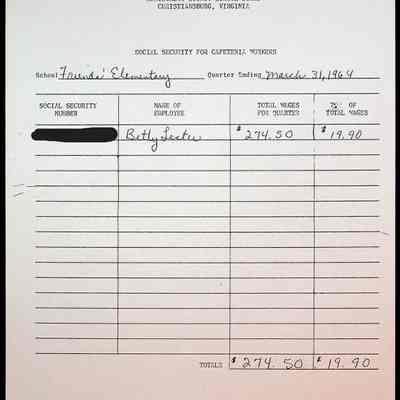 CHRISTIANSBURG, VIRGINIA
SOCIAL SECURITY FOR CAFETERIA WORKERS
School Friends' Elementary Quarter Ending March 31, 1964
SOCIAL SECURITY NUMBER NAME OF EMPLOYEE TOTAL WAGES FOR QUARTER % OF TOTAL WAGES
Betty Lester $274.50 $19.90
TOTALS $274.50 $19.90